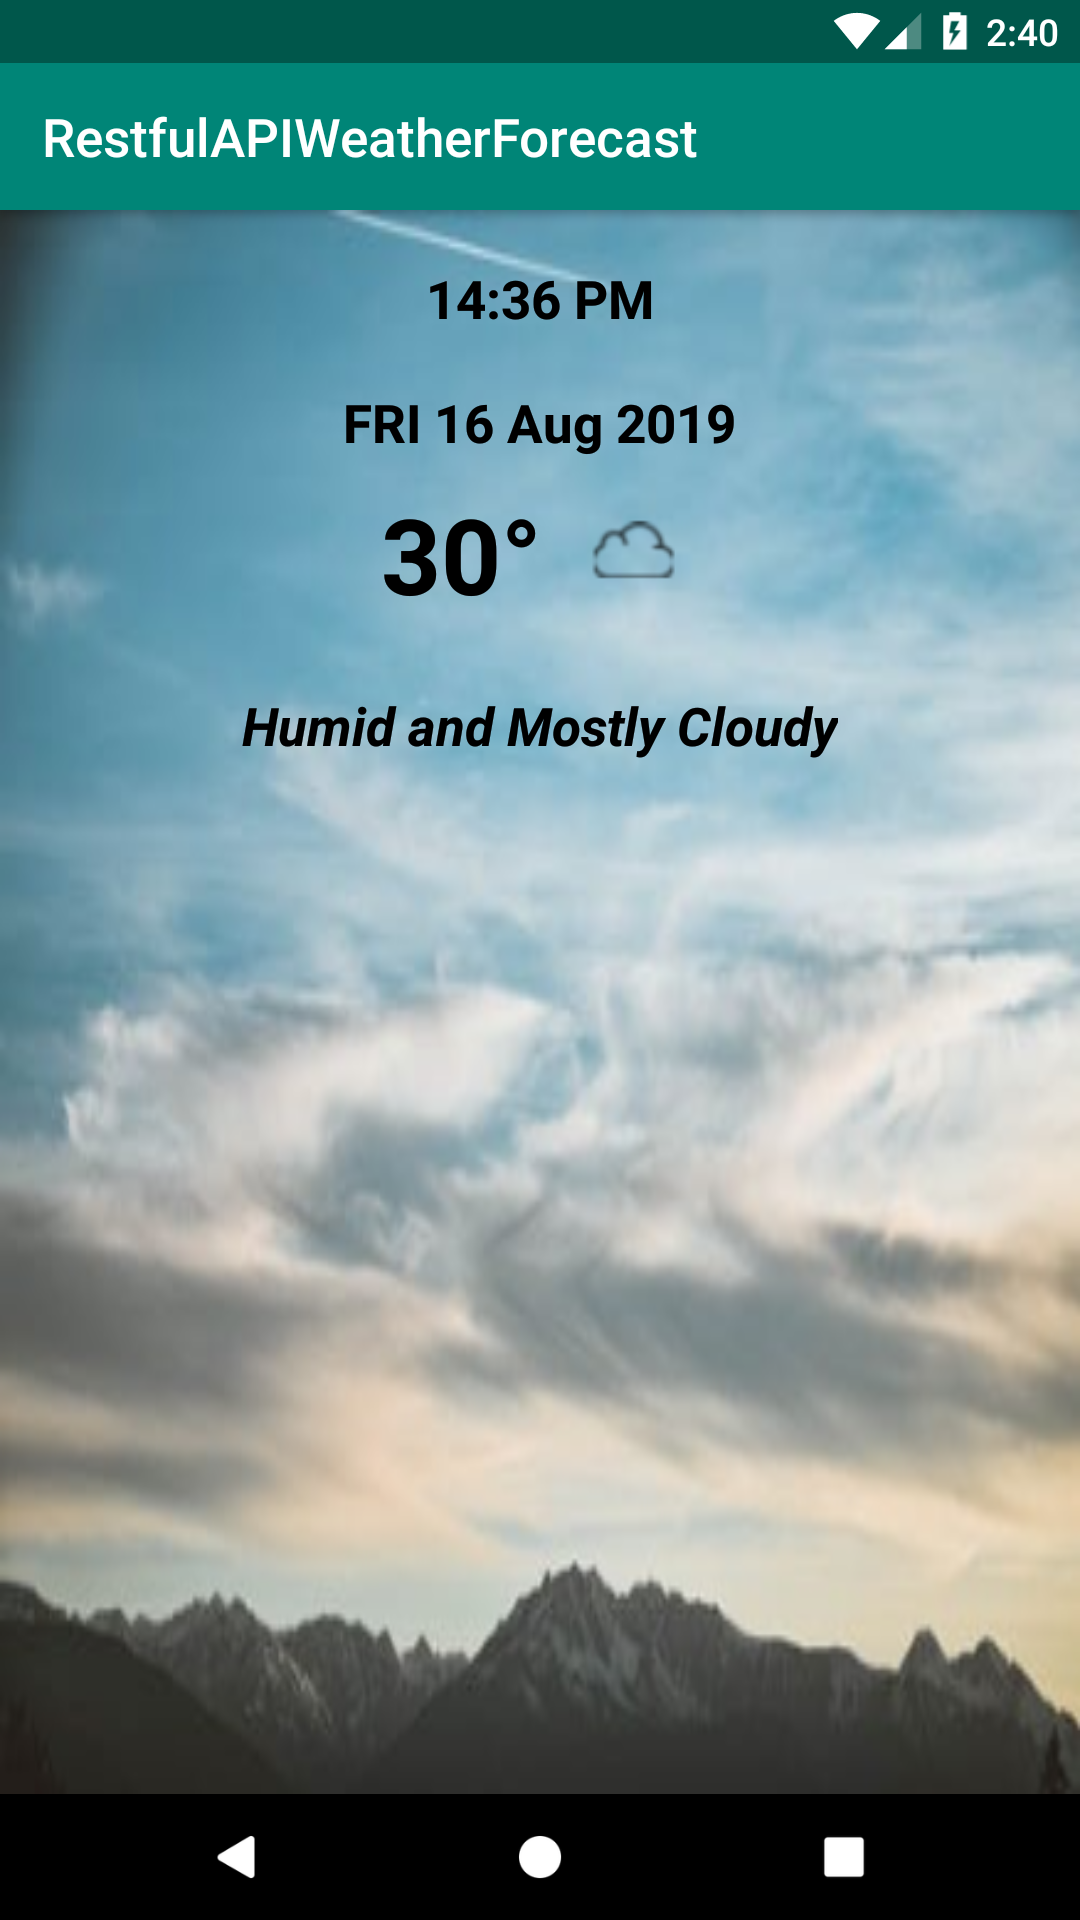 2:40
RestfulAPIWeatherForecast
14:36 PM
FRI 16 Aug 2019
30°
Humid and Mostly Cloudy